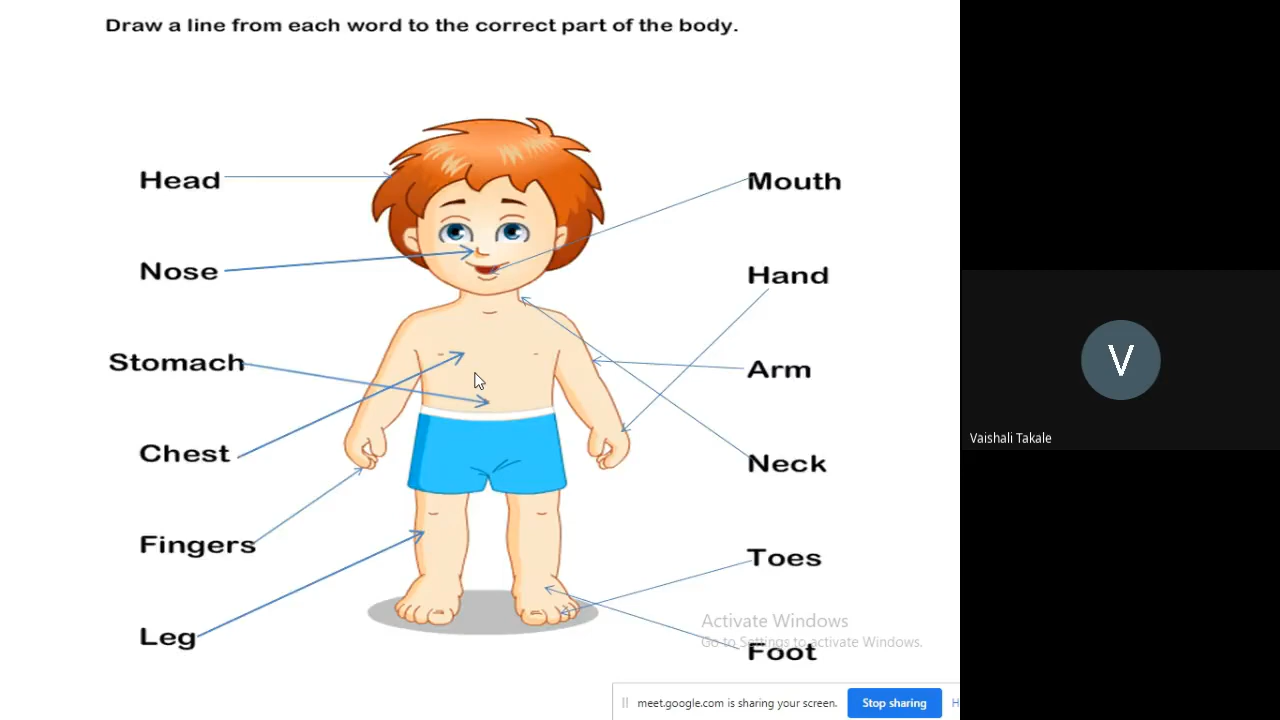 Draw a line from each word to the correct part of the body.
Head
Mouth
Nose
Hand
Stomach
Arm
Chest
Neck
Fingers
Toes
Leg
Foot
Activate Windows
Go to Settings to activate Windows.
meet.google.com is sharing your screen.
Stop sharing
H
V
Vaishali Takale